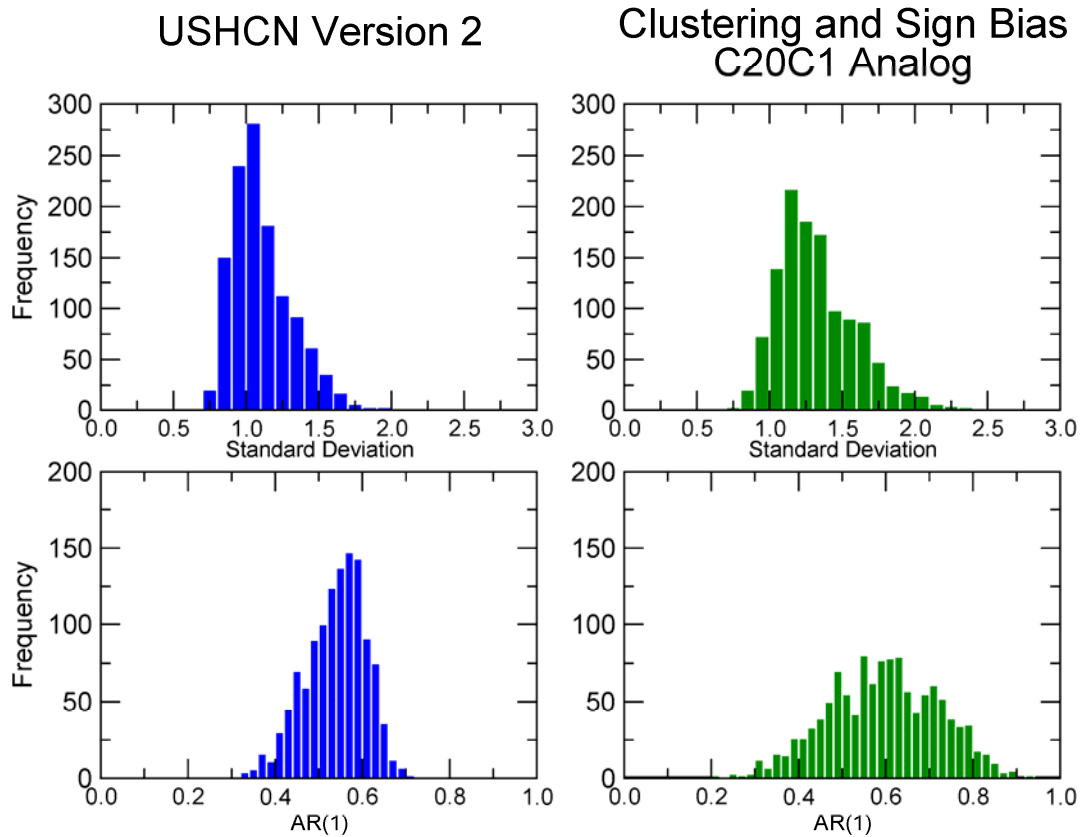 USHCN Version 2
Clustering and Sign Bias
C20C1 Analog
300
250
200
150
100
50
0
Frequency
0.0 0.5 1.0 1.5 2.0 2.5 3.0
Standard Deviation
300
250
200
150
100
50
0
0.0 0.5 1.0 1.5 2.0 2.5 3.0
Standard Deviation
200
150
100
50
0
Frequency
0.0 0.2 0.4 0.6 0.8 1.0
AR(1)
200
150
100
50
0
0.0 0.2 0.4 0.6 0.8 1.0
AR(1)